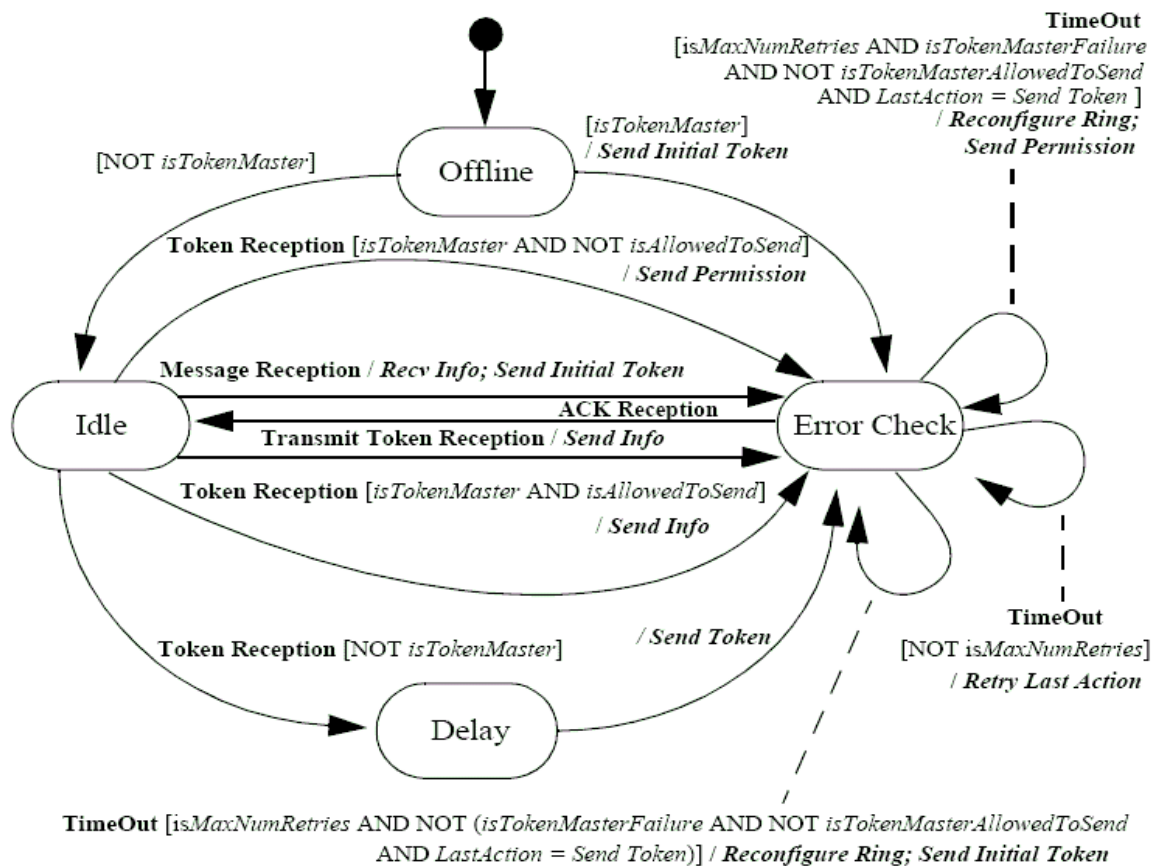 TimeOut
[isMaxNumRetries AND isTokenMasterFailure
AND NOT isTokenMasterAllowedToSend
AND LastAction = Send Token ]
/ Reconfigure Ring;
Send Permission
[isTokenMaster]
/ Send Initial Token
[NOT isTokenMaster]
Offline
Token Reception [isTokenMaster AND NOT isAllowedToSend]
/ Send Permission
Message Reception / Recv Info; Send Initial Token
ACK Reception
Idle
Error Check
Transmit Token Reception / Send Info
Token Reception [isTokenMaster AND isAllowedToSend]
/ Send Info
TimeOut
[NOT isMaxNumRetries]
/ Retry Last Action
/ Send Token
Token Reception [NOT isTokenMaster]
Delay
TimeOut [isMaxNumRetries AND NOT (isTokenMasterFailure AND NOT isTokenMasterAllowedToSend
AND LastAction = Send Token)] / Reconfigure Ring; Send Initial Token